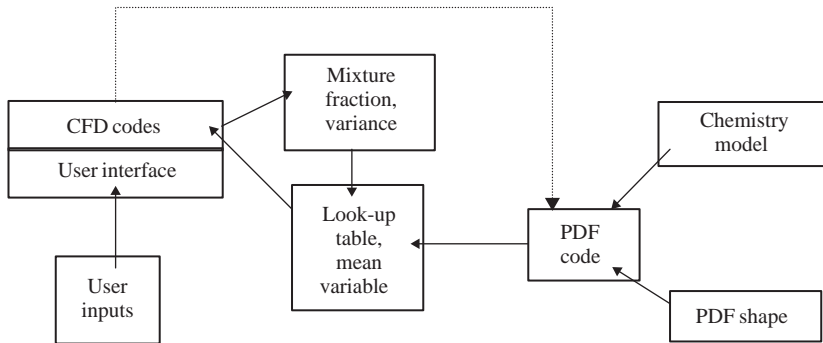 CFD codes
User interface
User
inputs
Mixture
fraction,
variance
Look-up
table,
mean
variable
PDF
code
Chemistry
model
PDF shape